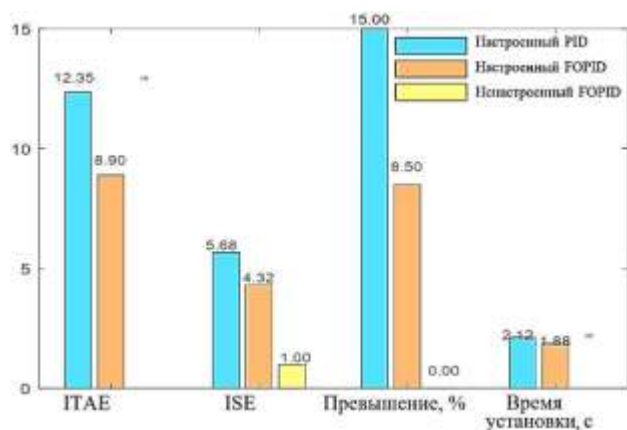 15
15.00
Настроенный PID
Настроенный FOPID
Ненастроенный FOPID
12.35
∞
10
8.90
8.50
5
5.68
4.32
1.00
0.00
2.12
1.88
∞
0
ITAE
ISE
Превышение, %
Время
установки, с